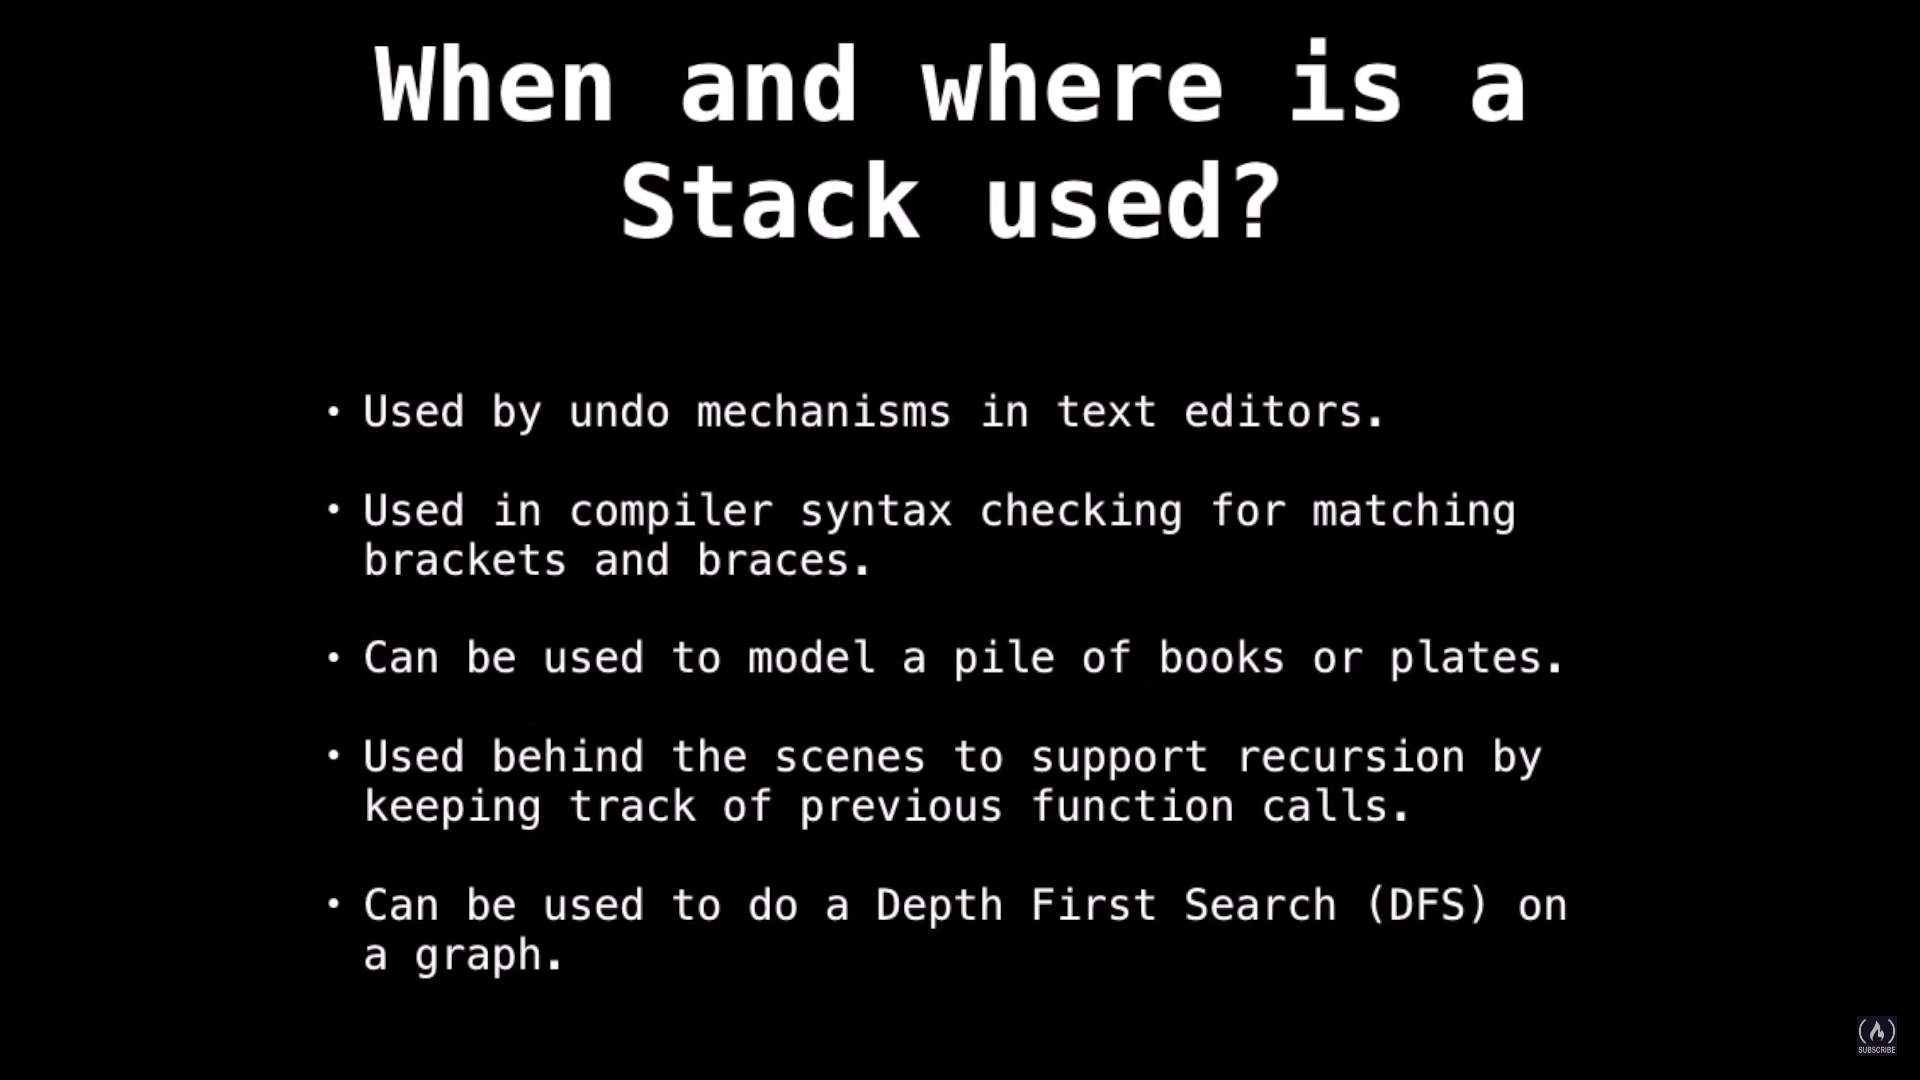 When and where is a
Stack used?
• Used by undo mechanisms in text editors.
• Used in compiler syntax checking for matching
brackets and braces.
• Can be used to model a pile of books or plates.
• Used behind the scenes to support recursion by
keeping track of previous function calls.
• Can be used to do a Depth First Search (DFS) on
a graph.
SUBSCRIBE